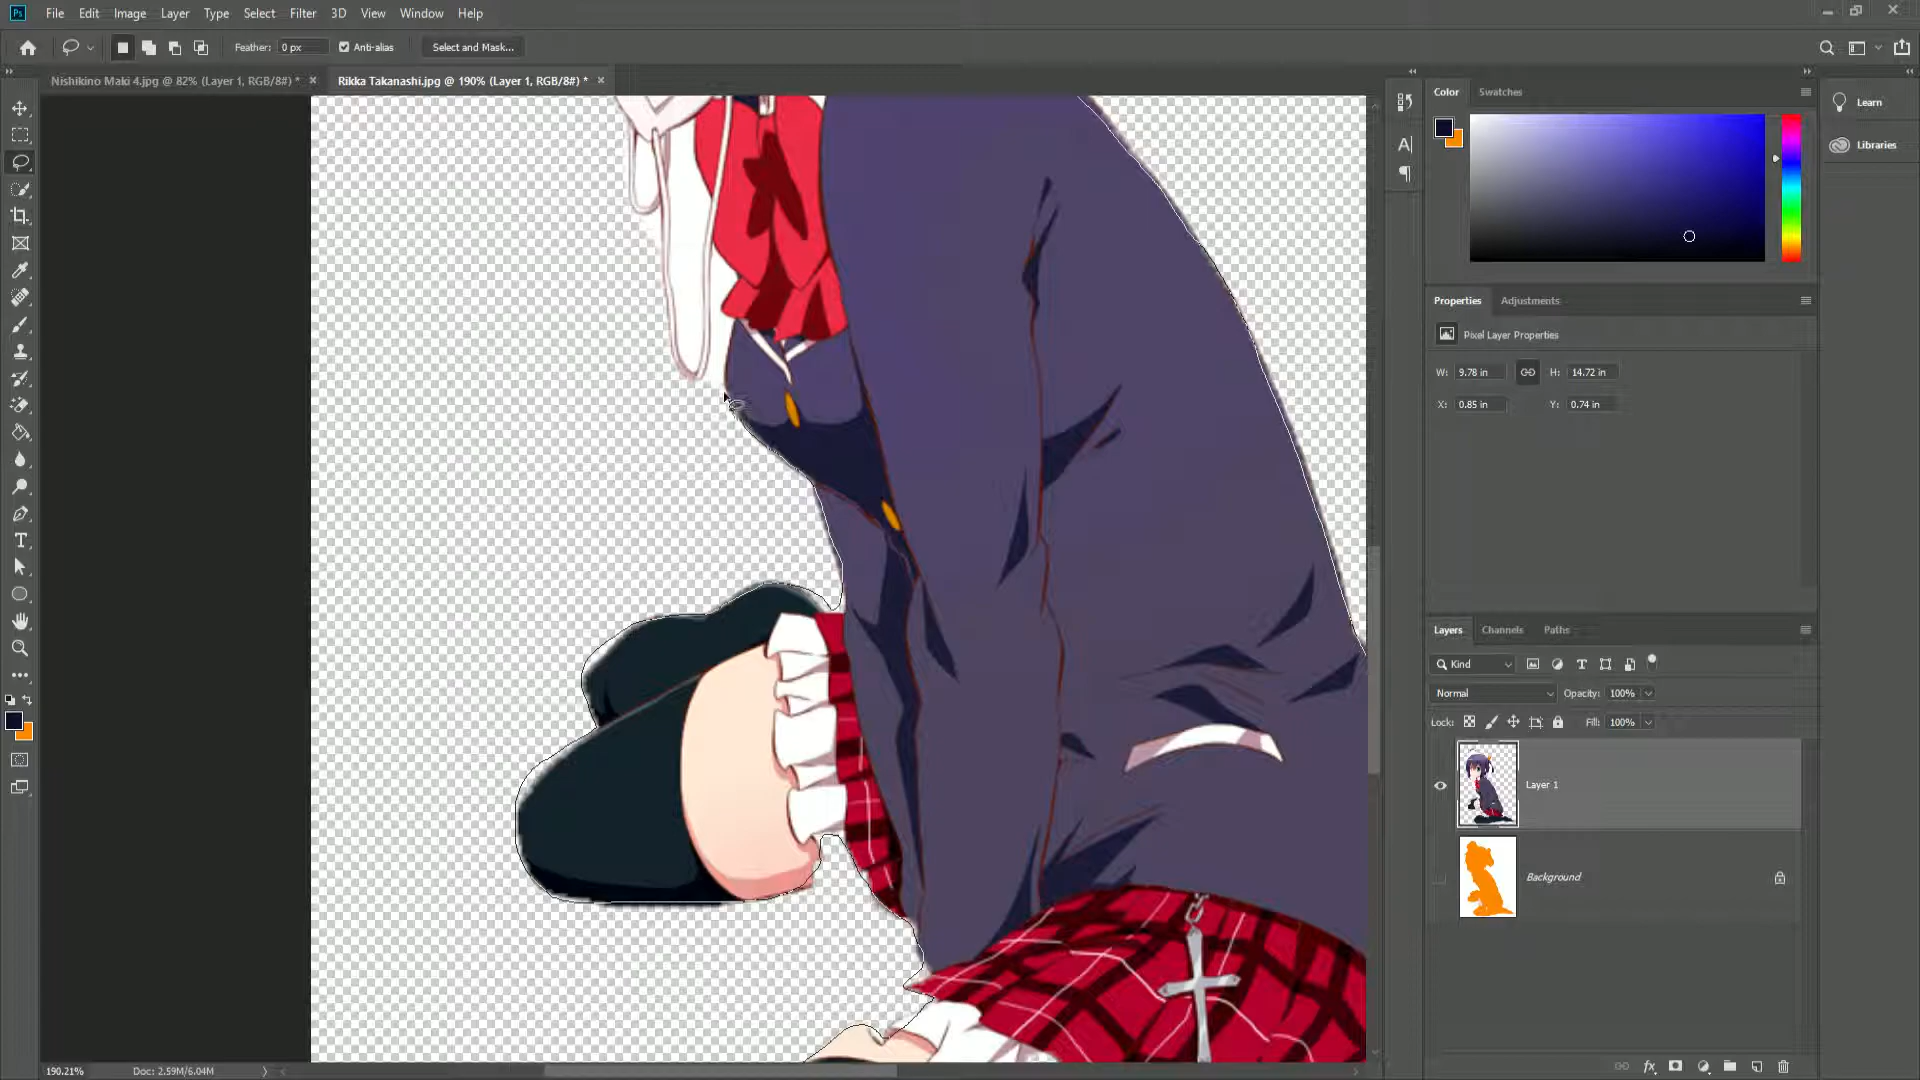 Ps File Edit Image Layer Type Select Filter 3D View Window Help
Feather: 0 px Anti-alias Select and Mask...
Nishikino Maki 4.jpg @ 82% (Layer 1, RGB/8#) * × Rikka Takanashi.jpg @ 190% (Layer 1, RGB/8#) * ×
Color Swatches
Learn
Libraries
Properties Adjustments
Pixel Layer Properties
W: 9.78 in H: 14.72 in
X: 0.85 in Y: 0.74 in
Layers Channels Paths
Kind
Normal Opacity: 100%
Lock: Fill: 100%
Layer 1
Background
190.21% Doc: 2.59M/6.04M